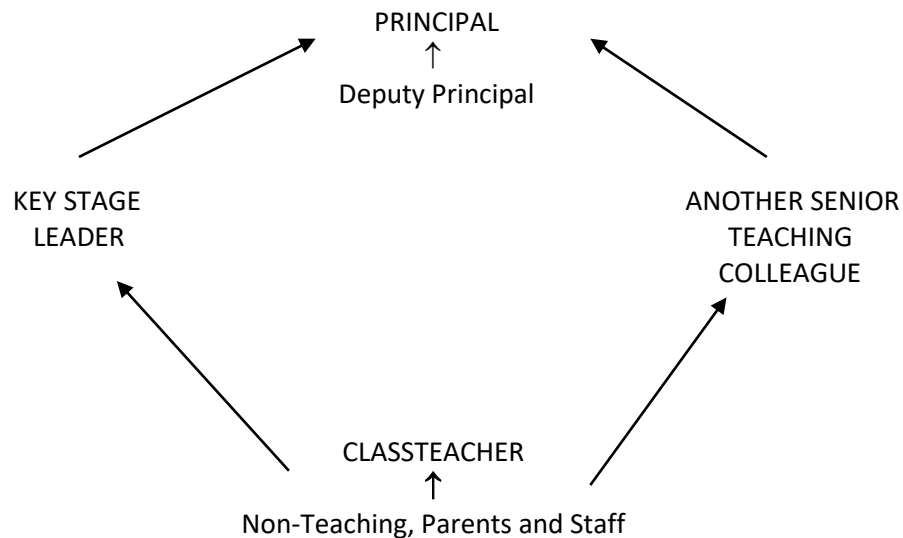 PRINCIPAL
↑
Deputy Principal
KEY STAGE
LEADER
ANOTHER SENIOR
TEACHING
COLLEAGUE
CLASSTEACHER
↑
Non-Teaching, Parents and Staff